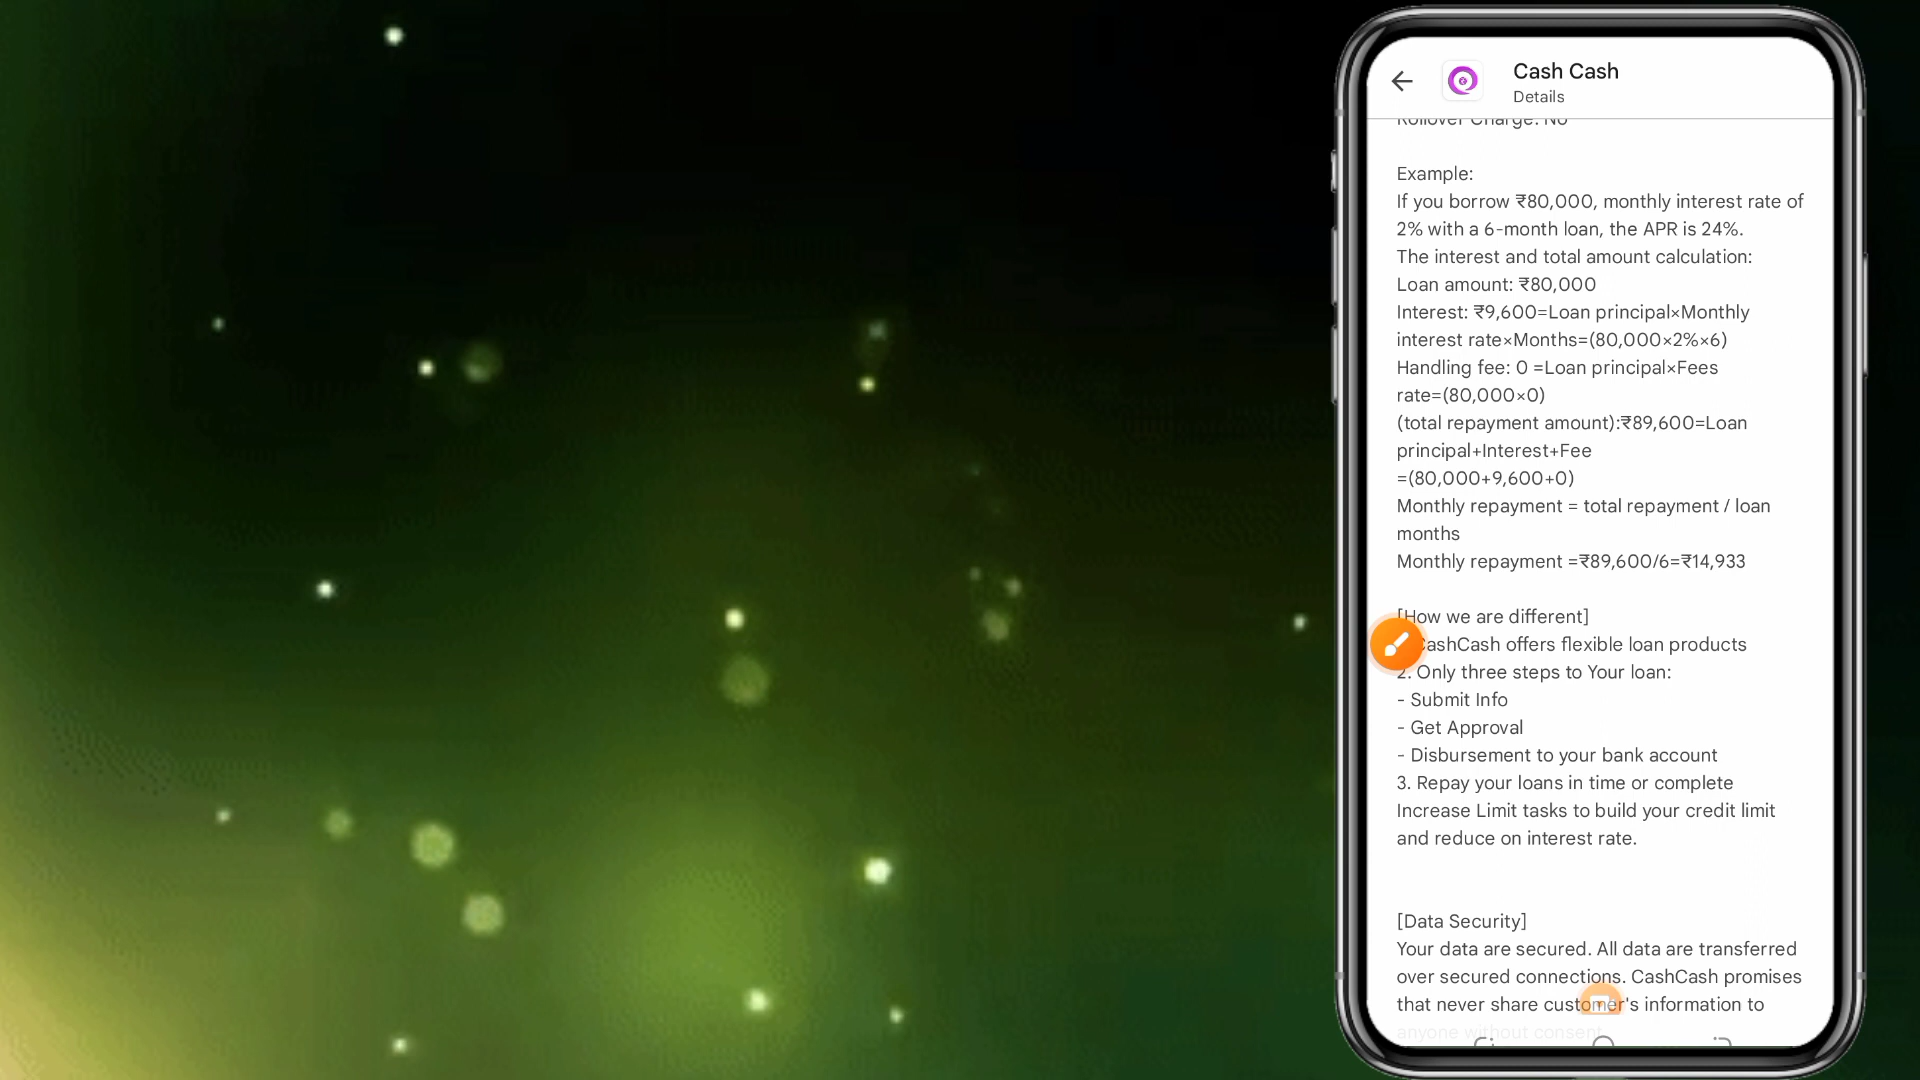 Cash Cash
Details
Rollover Charge: No
Example:
If you borrow ₹80,000, monthly interest rate of
2% with a 6-month loan, the APR is 24%.
The interest and total amount calculation:
Loan amount: ₹80,000
Interest: ₹9,600=Loan principal×Monthly
interest rate×Months=(80,000×2%×6)
Handling fee: 0 =Loan principal×Fees
rate=(80,000×0)
(total repayment amount):₹89,600=Loan
principal+Interest+Fee
=(80,000+9,600+0)
Monthly repayment = total repayment / loan
months
Monthly repayment =₹89,600/6=₹14,933
[How we are different]
CashCash offers flexible loan products
2. Only three steps to Your loan:
- Submit Info
- Get Approval
- Disbursement to your bank account
3. Repay your loans in time or complete
Increase Limit tasks to build your credit limit
and reduce on interest rate.
[Data Security]
Your data are secured. All data are transferred
over secured connections. CashCash promises
that never share customer's information to
anyone without consent